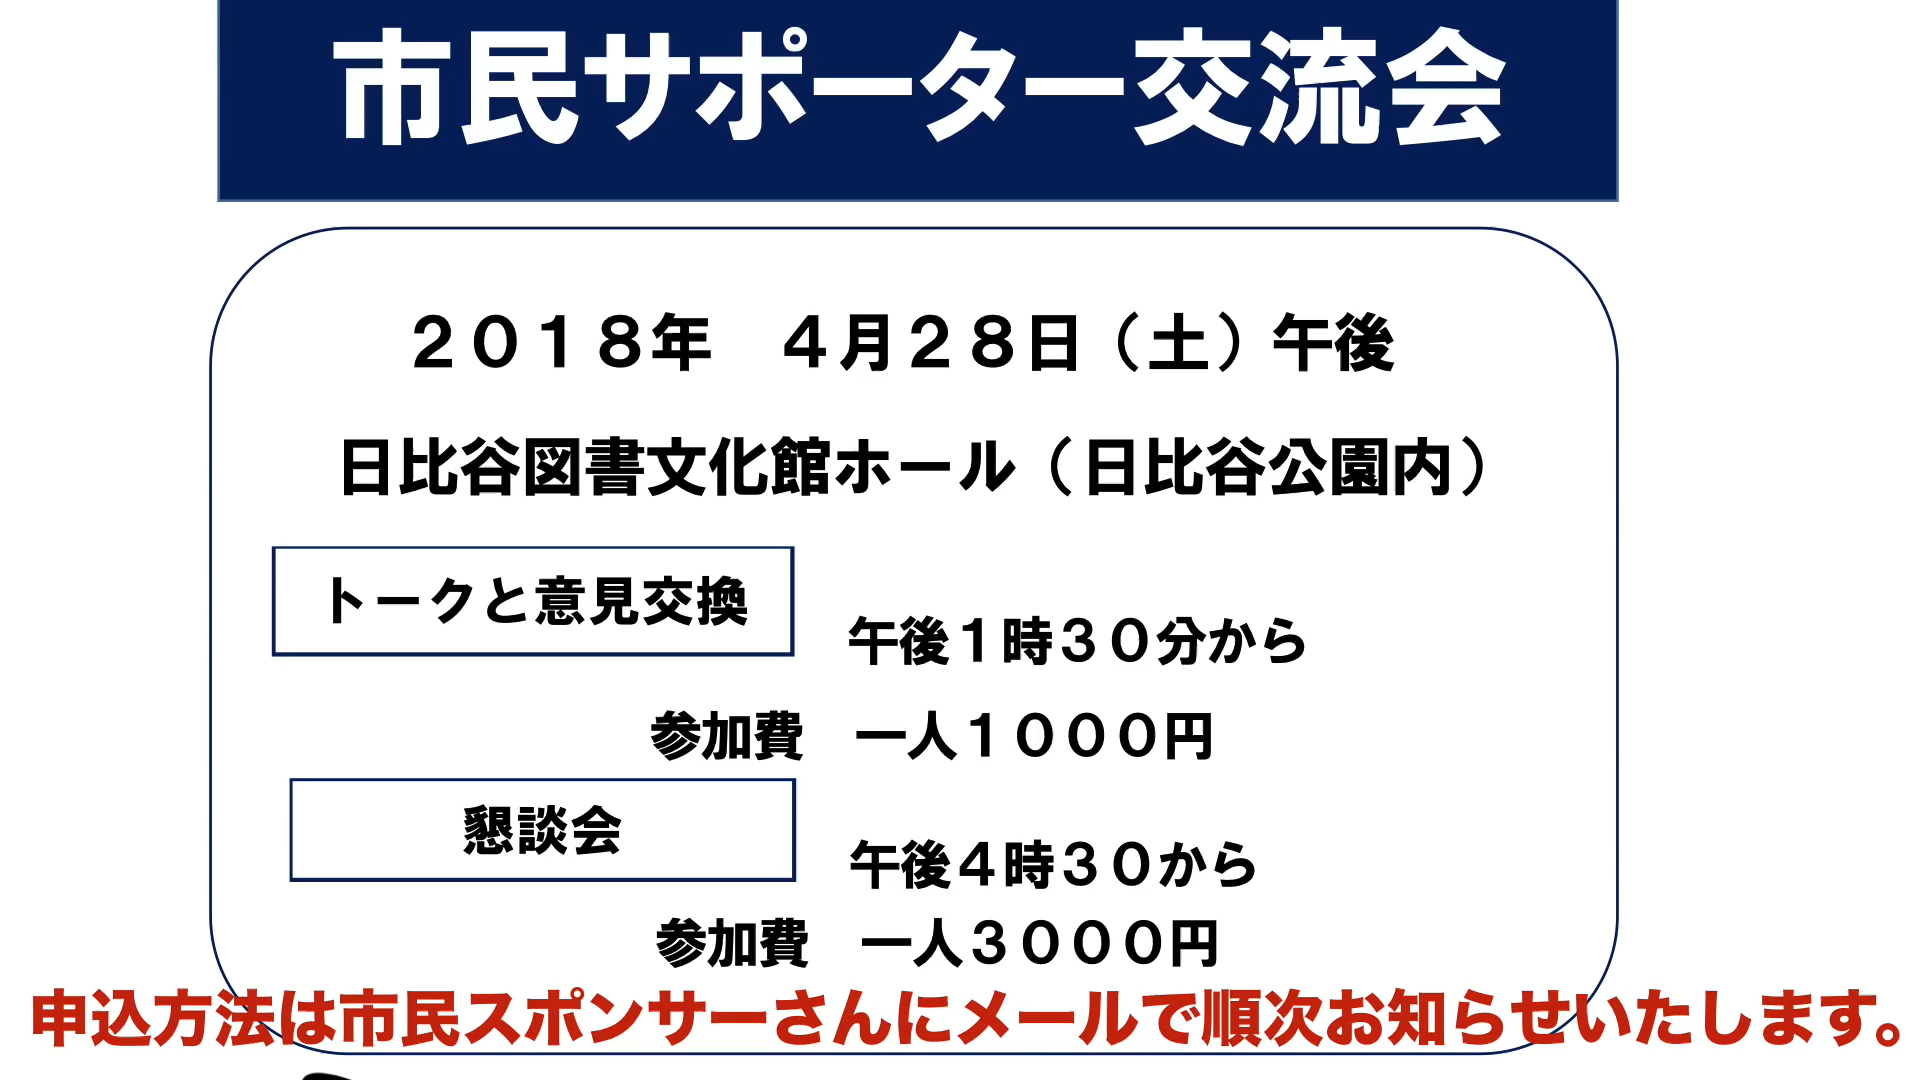 市民サポーター交流会
２０１８年　４月２８日（土）午後
日比谷図書文化館ホール（日比谷公園内）
トークと意見交換
午後１時３０分から
参加費　一人１０００円
懇談会
午後４時３０から
参加費　一人３０００円
申込方法は市民スポンサーさんにメールで順次お知らせいたします。